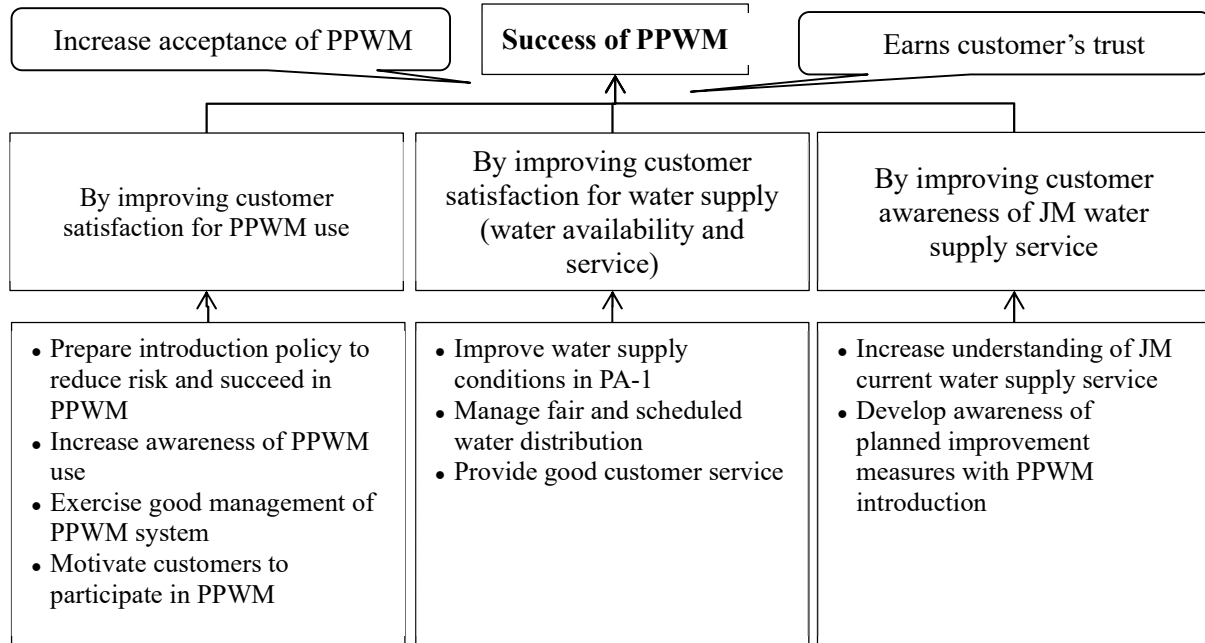 Increase acceptance of PPWM
Success of PPWM
Earns customer’s trust
By improving customer
satisfaction for PPWM use
By improving customer
satisfaction for water supply
(water availability and
service)
By improving customer
awareness of JM water
supply service
• Prepare introduction policy to
reduce risk and succeed in
PPWM
• Increase awareness of PPWM
use
• Exercise good management of
PPWM system
• Motivate customers to
participate in PPWM
• Improve water supply
conditions in PA-1
• Manage fair and scheduled
water distribution
• Provide good customer service
• Increase understanding of JM
current water supply service
• Develop awareness of
planned improvement
measures with PPWM
introduction